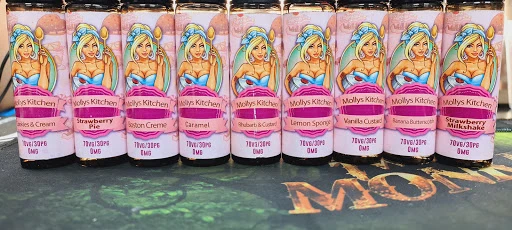 Mollys Kitchen
Cookies & Cream
70VG/30PG
0MG
Mollys Kitchen
Strawberry
Pie
70VG/30PG
0MG
Mollys Kitchen
Boston Creme
70VG/30PG
0MG
Mollys Kitchen
Caramel
70VG/30PG
0MG
Mollys Kitchen
Rhubarb & Custard
70VG/30PG
0MG
Mollys Kitchen
Lemon Sponge
70VG/30PG
0MG
Mollys Kitchen
Vanilla Custard
70VG/30PG
0MG
Mollys Kitchen
Banana Buttermilk
70VG/30PG
0MG
Mollys Kitchen
Strawberry
Milkshake
70VG/30PG
0MG